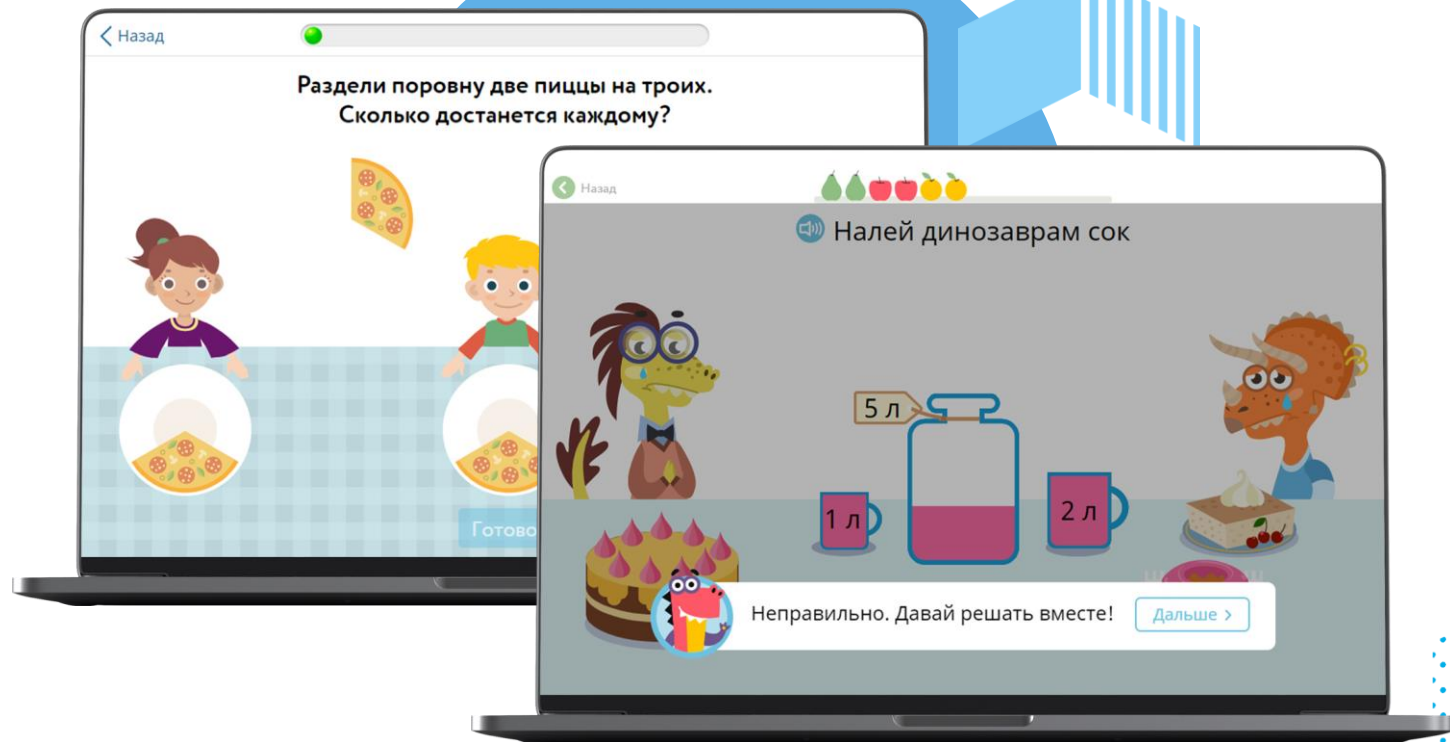 Назад
Раздели поровну две пиццы на троих.
Сколько достанется каждому?
Готово
Назад
Налей динозаврам сок
5 л
1 л
2 л
Неправильно. Давай решать вместе!
Дальше >